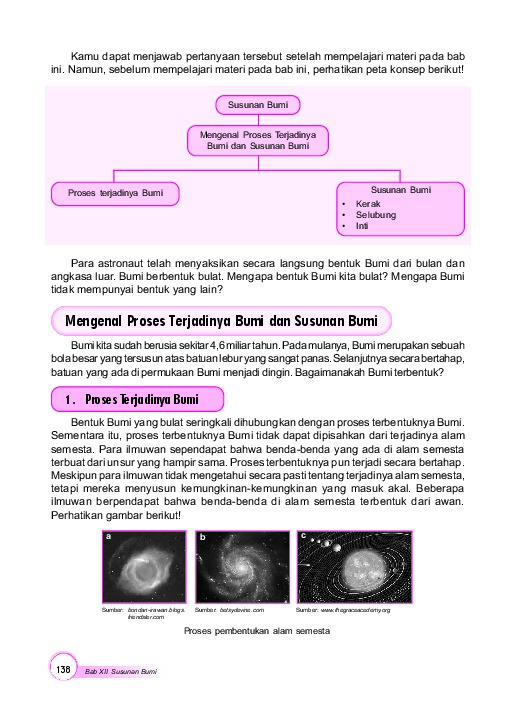 Kamu dapat menjawab pertanyaan tersebut setelah mempelajari materi pada bab
ini. Namun, sebelum mempelajari materi pada bab ini, perhatikan peta konsep berikut!
Susunan Bumi
Mengenal Proses Terjadinya
Bumi dan Susunan Bumi
Proses terjadinya Bumi
Susunan Bumi
• Kerak
• Selubung
• Inti
Para astronaut telah menyaksikan secara langsung bentuk Bumi dari bulan dan
angkasa luar. Bumi berbentuk bulat. Mengapa bentuk Bumi kita bulat? Mengapa Bumi
tidak mempunyai bentuk yang lain?
Mengenal Proses Terjadinya Bumi dan Susunan Bumi
Bumi kita sudah berusia sekitar 4,6 miliar tahun. Pada mulanya, Bumi merupakan sebuah
bola besar yang tersusun atas batuan lebur yang sangat panas. Selanjutnya secara bertahap,
batuan yang ada di permukaan Bumi menjadi dingin. Bagaimanakah Bumi terbentuk?
1. Proses Terjadinya Bumi
Bentuk Bumi yang bulat seringkali dihubungkan dengan proses terbentuknya Bumi.
Sementara itu, proses terbentuknya Bumi tidak dapat dipisahkan dari terjadinya alam
semesta. Para ilmuwan sependapat bahwa benda-benda yang ada di alam semesta
terbuat dari unsur yang hampir sama. Proses terbentuknya pun terjadi secara bertahap.
Meskipun para ilmuwan tidak mengetahui secara pasti tentang terjadinya alam semesta,
tetapi mereka menyusun kemungkinan-kemungkinan yang masuk akal. Beberapa
ilmuwan berpendapat bahwa benda-benda di alam semesta terbentuk dari awan.
Perhatikan gambar berikut!
a
b
c
Sumber: bondan-irawan.blogs.
friendster.com
Sumber: betsydevine.com
Sumber: www.thegraceacademy.org
Proses pembentukan alam semesta
138
Bab XII Susunan Bumi